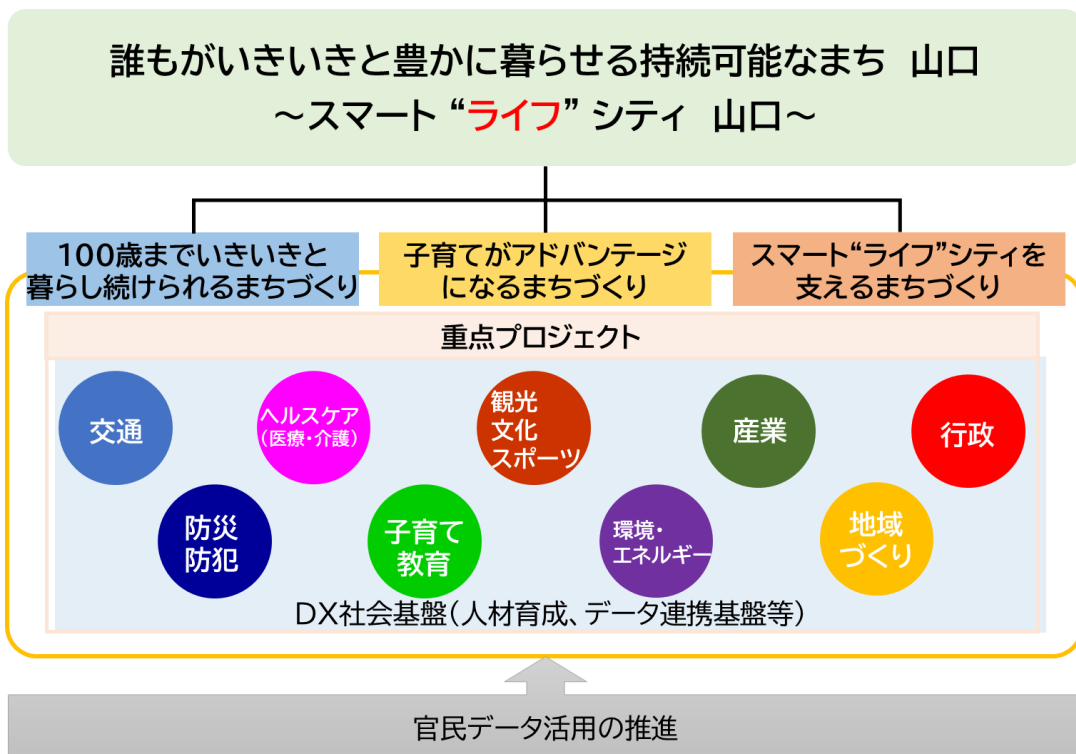 誰もがいきいきと豊かに暮らせる持続可能なまち 山口
～スマート “ライフ” シティ 山口～
100歳までいきいきと
暮らし続けられるまちづくり
子育てがアドバンテージ
になるまちづくり
スマート“ライフ”シティを
支えるまちづくり
重点プロジェクト
交通
ヘルスケア
（医療・介護）
観光
文化
スポーツ
産業
行政
防災
防犯
子育て
教育
環境・
エネルギー
地域
づくり
DX社会基盤（人材育成、データ連携基盤等）
官民データ活用の推進